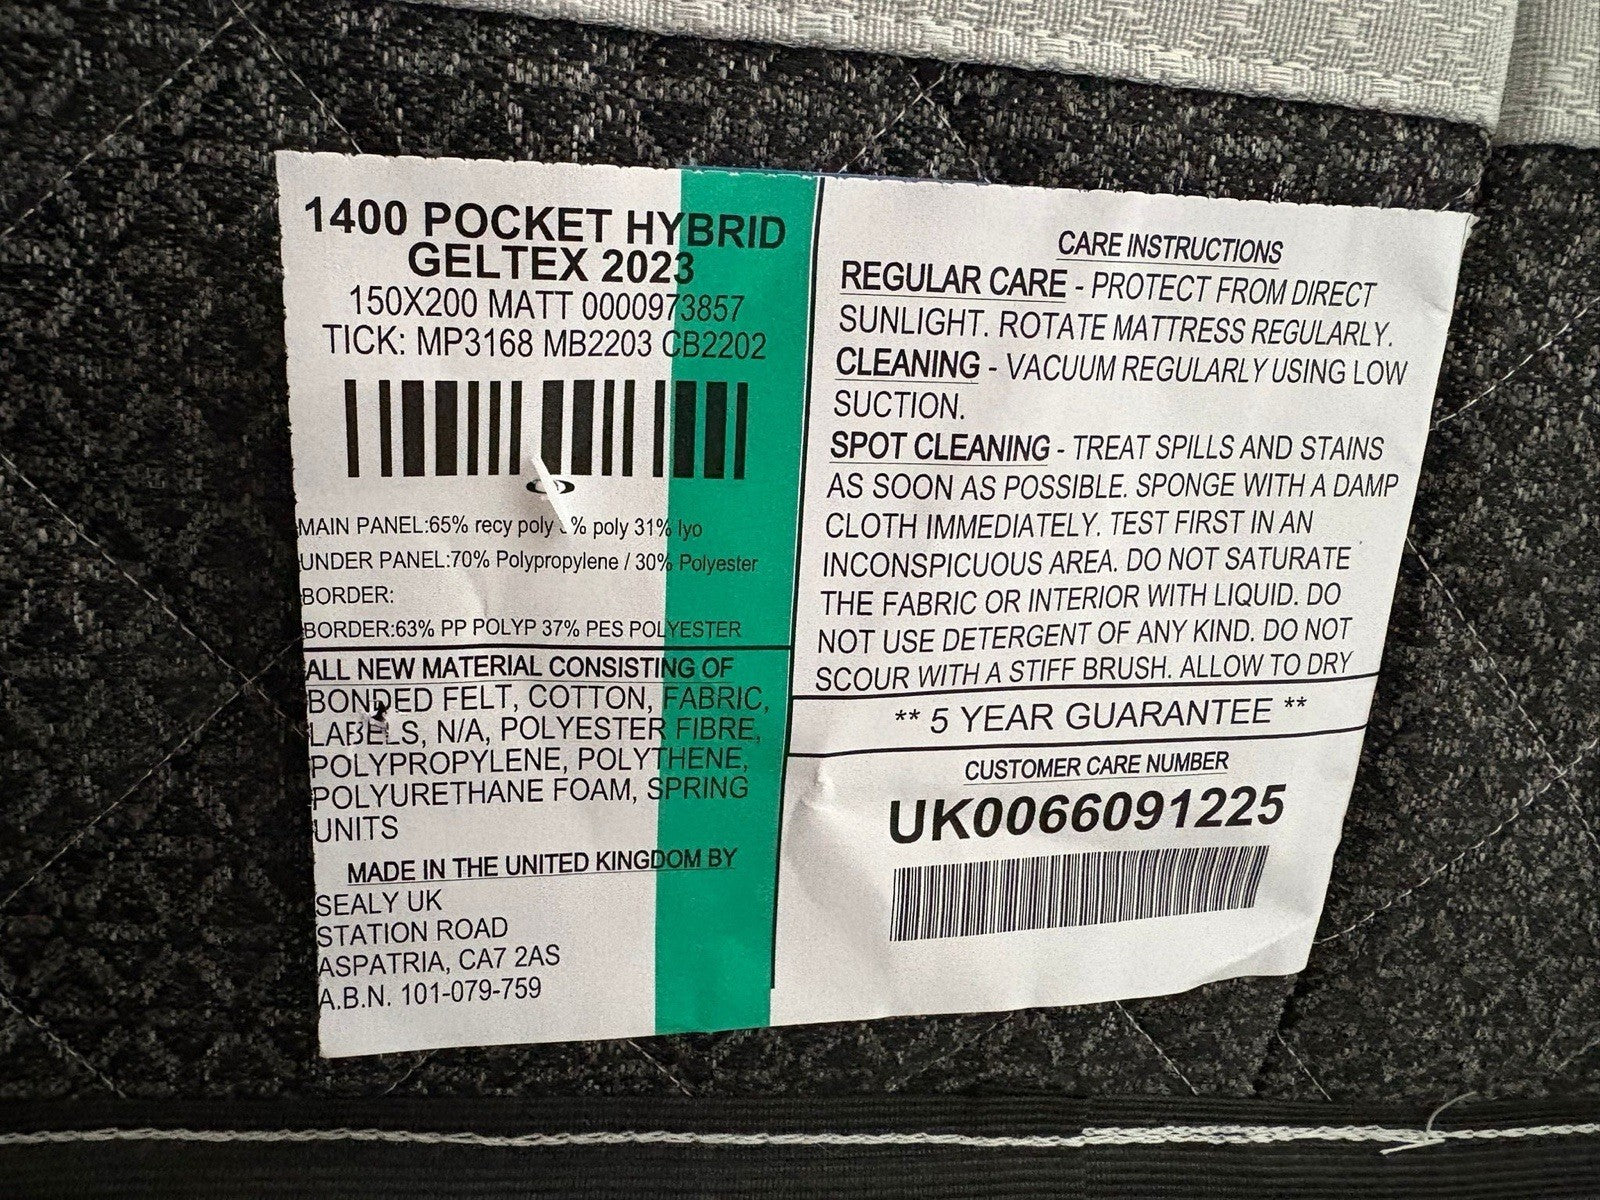 1400 POCKET HYBRID
GELTEX 2023
150X200 MATT 0000973857
TICK: MP3168 MB2203 CB2202
MAIN PANEL:65% recy poly % poly 31% lyo
UNDER PANEL:70% Polypropylene / 30% Polyester
BORDER:
BORDER:63% PP POLYP 37% PES POLYESTER
ALL NEW MATERIAL CONSISTING OF
BONDED FELT, COTTON, FABRIC,
LABELS, N/A, POLYESTER FIBRE,
POLYPROPYLENE, POLYTHENE,
POLYURETHANE FOAM, SPRING
UNITS
MADE IN THE UNITED KINGDOM BY
SEALY UK
STATION ROAD
ASPATRIA, CA7 2AS
A.B.N. 101-079-759
CARE INSTRUCTIONS
REGULAR CARE - PROTECT FROM DIRECT
SUNLIGHT. ROTATE MATTRESS REGULARLY.
CLEANING - VACUUM REGULARLY USING LOW
SUCTION.
SPOT CLEANING - TREAT SPILLS AND STAINS
AS SOON AS POSSIBLE. SPONGE WITH A DAMP
CLOTH IMMEDIATELY. TEST FIRST IN AN
INCONSPICUOUS AREA. DO NOT SATURATE
THE FABRIC OR INTERIOR WITH LIQUID. DO
NOT USE DETERGENT OF ANY KIND. DO NOT
SCOUR WITH A STIFF BRUSH. ALLOW TO DRY
** 5 YEAR GUARANTEE **
CUSTOMER CARE NUMBER
UK0066091225